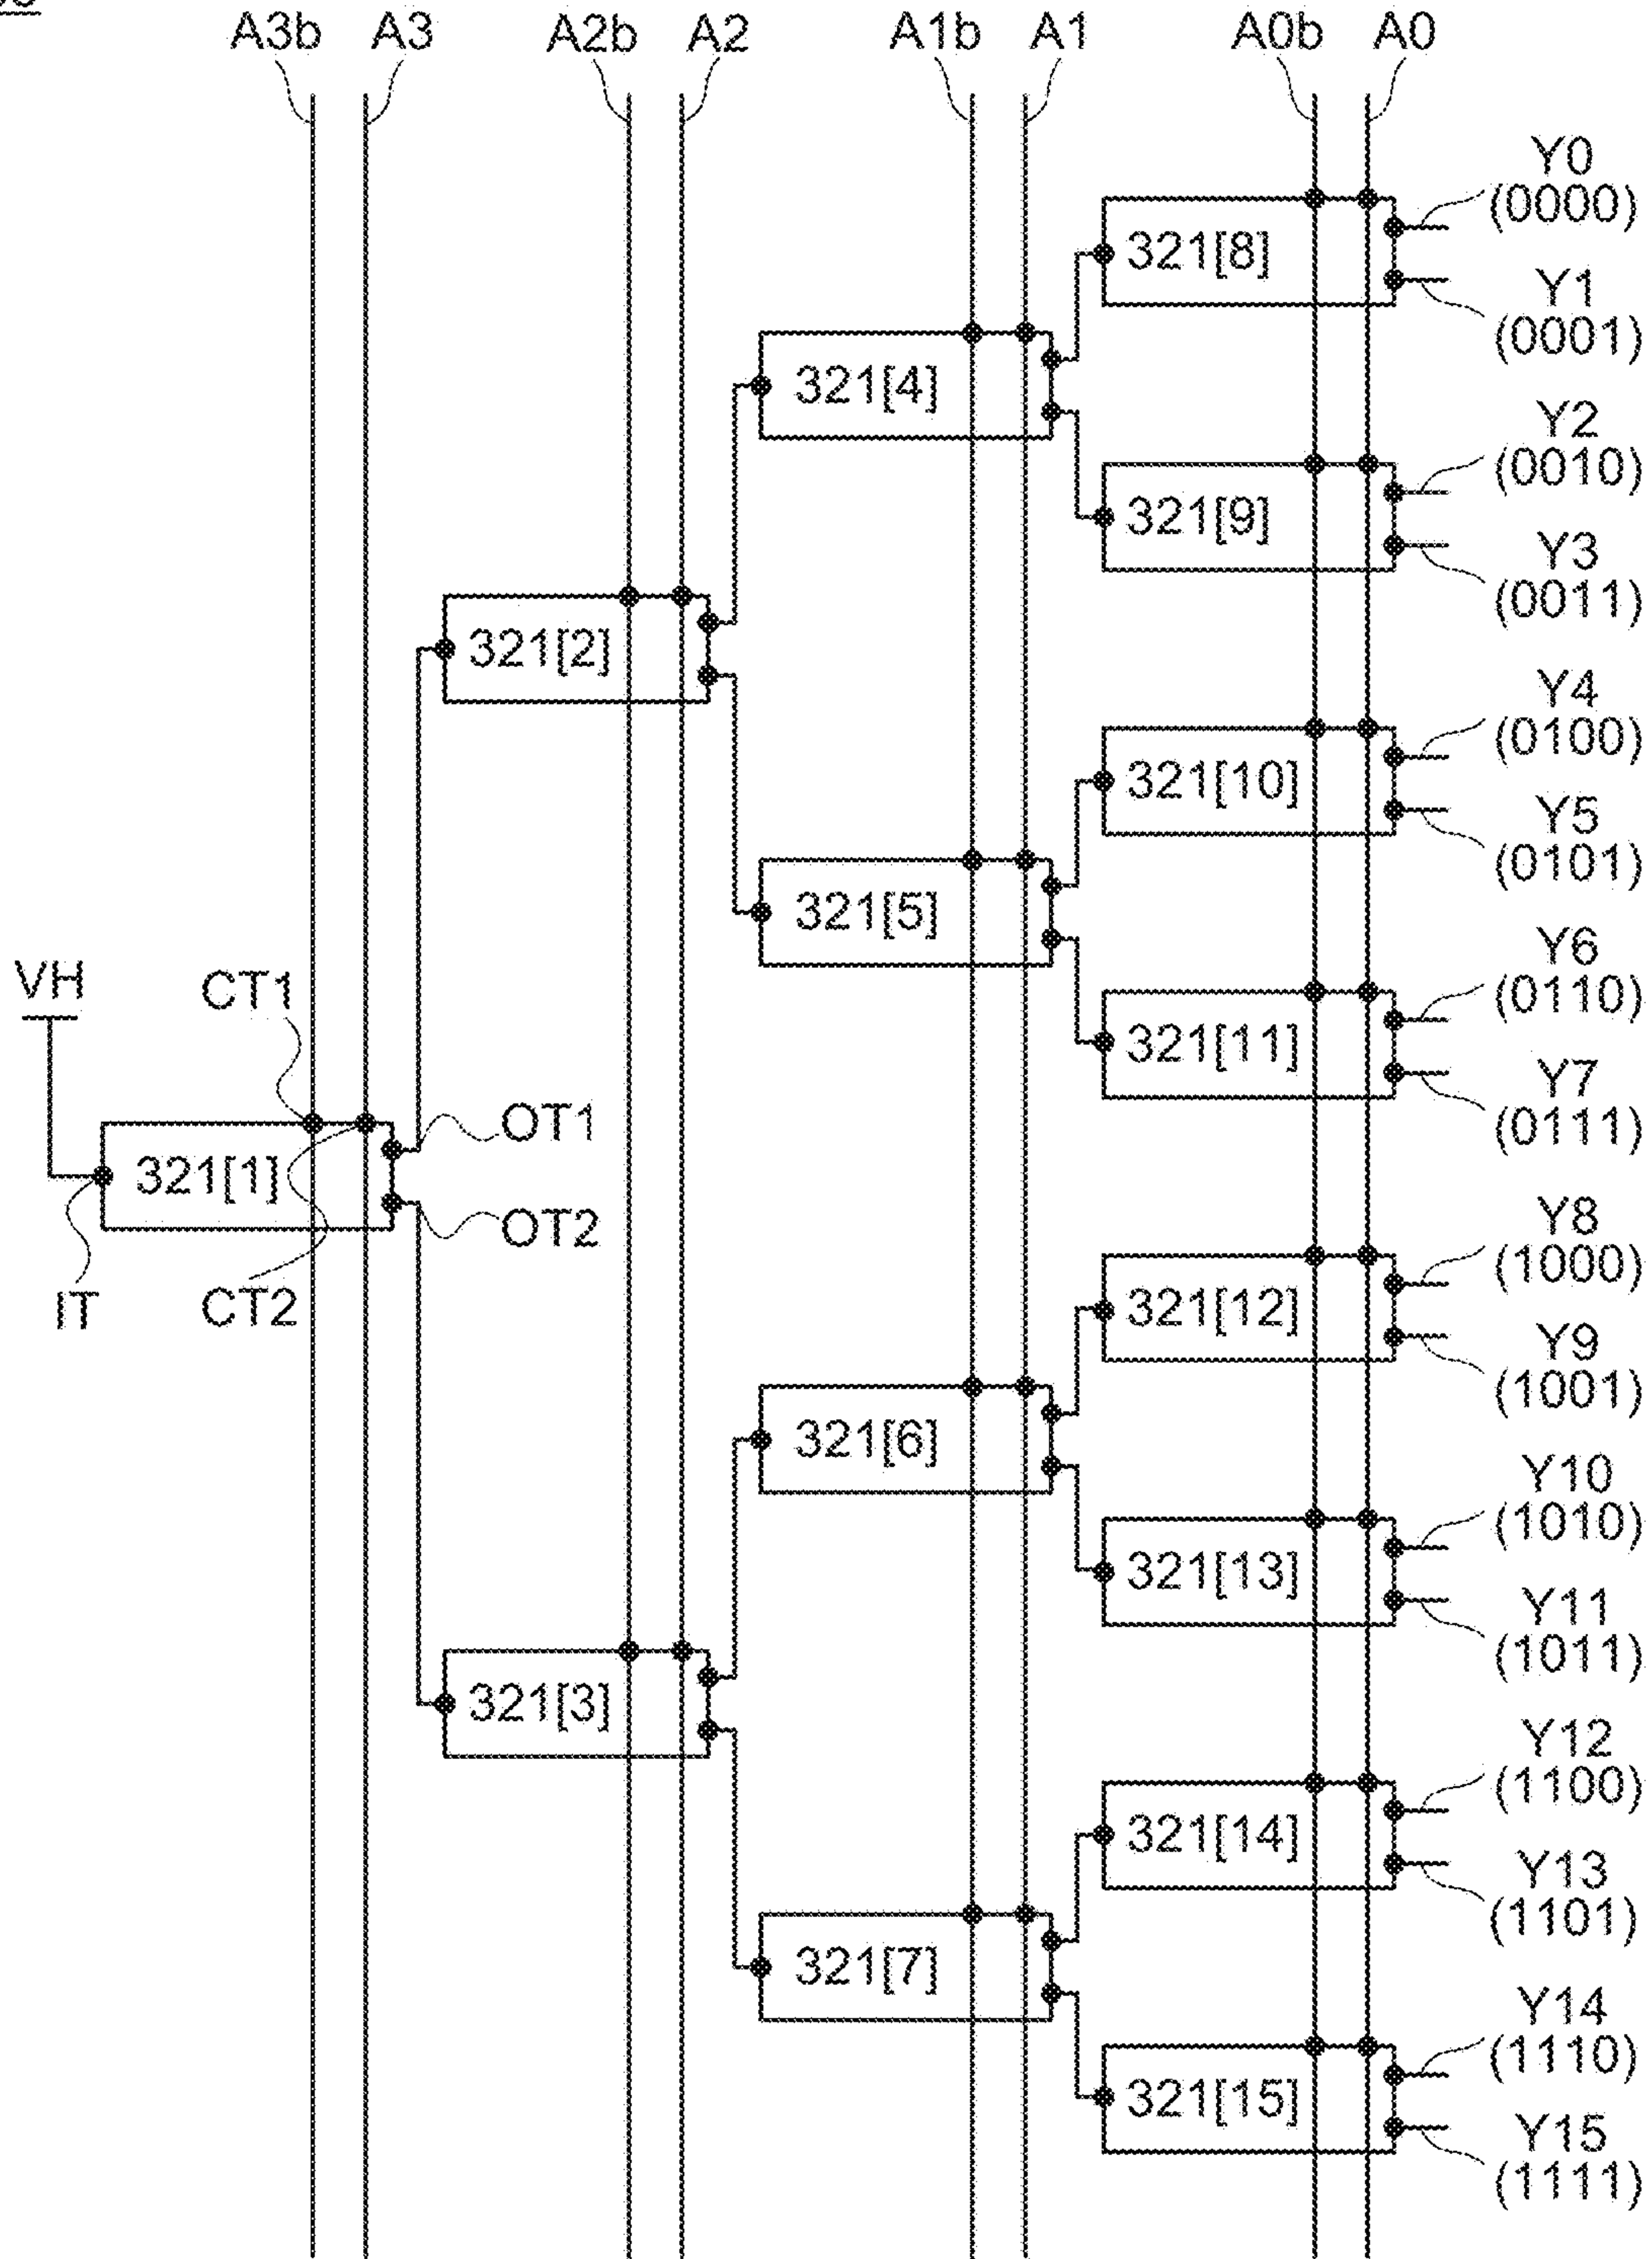 A3b A3 A2b A2 A1b A1 A0b A0
Y0
(0000)
321[8]
Y1
(0001)
321[4]
Y2
(0010)
321[9]
Y3
(0011)
321[2]
Y4
(0100)
321[10]
Y5
(0101)
321[5]
Y6
(0110)
VH
CT1
321[11]
Y7
(0111)
OT1
321[1]
OT2
Y8
(1000)
IT
CT2
321[12]
Y9
(1001)
321[6]
Y10
(1010)
321[13]
Y11
(1011)
321[3]
Y12
(1100)
321[14]
Y13
(1101)
321[7]
Y14
(1110)
321[15]
Y15
(1111)